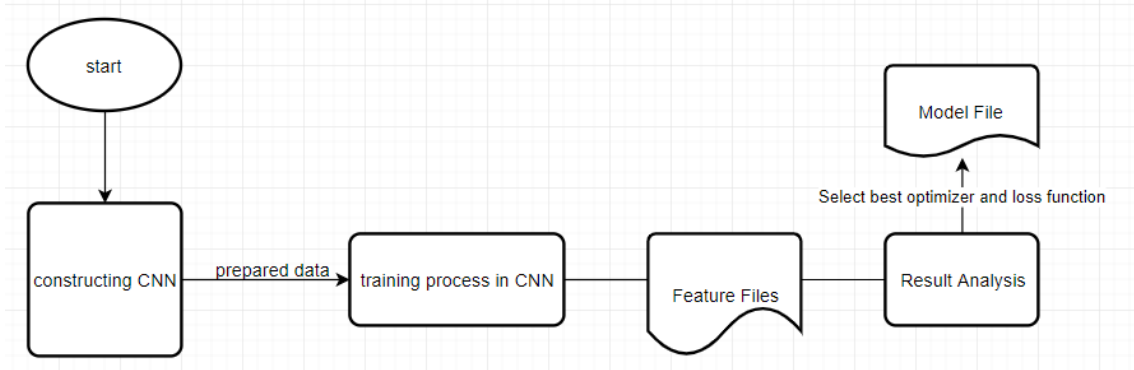 start
Model File
Select best optimizer and loss function
constructing CNN
prepared data
training process in CNN
Feature Files
Result Analysis